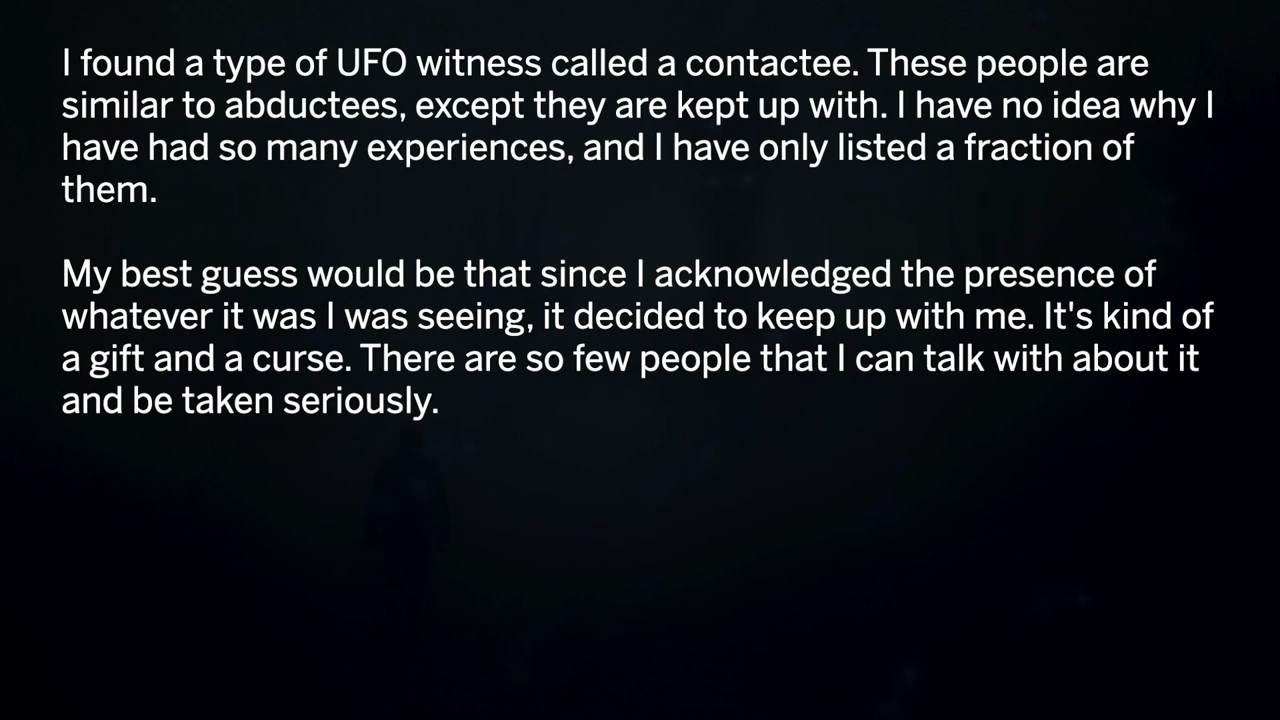 I found a type of UFO witness called a contactee. These people are
similar to abductees, except they are kept up with. I have no idea why I
have had so many experiences, and I have only listed a fraction of
them.
My best guess would be that since I acknowledged the presence of
whatever it was I was seeing, it decided to keep up with me. It's kind of
a gift and a curse. There are so few people that I can talk with about it
and be taken seriously.